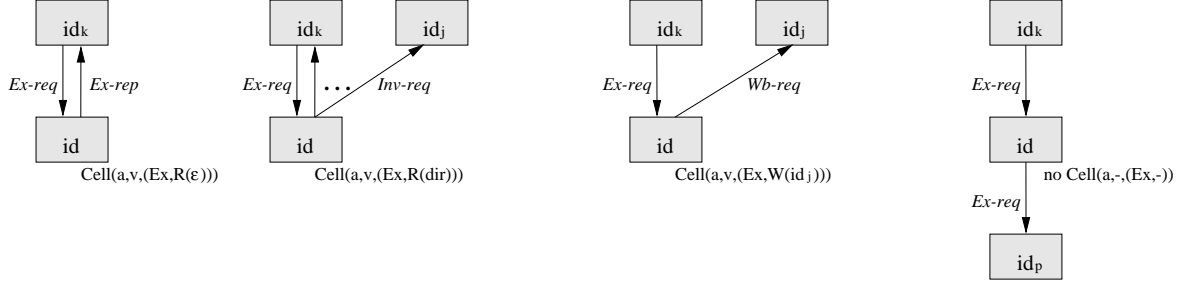 idk
idk
idj
idk
idj
idk
Ex-req
Ex-rep
Ex-req
...
Inv-req
Ex-req
Wb-req
Ex-req
id
id
id
id
Cell(a,v,(Ex,R(ε)))
Cell(a,v,(Ex,R(dir)))
Cell(a,v,(Ex,W(idj)))
no Cell(a,-,(Ex,-))
Ex-req
idp